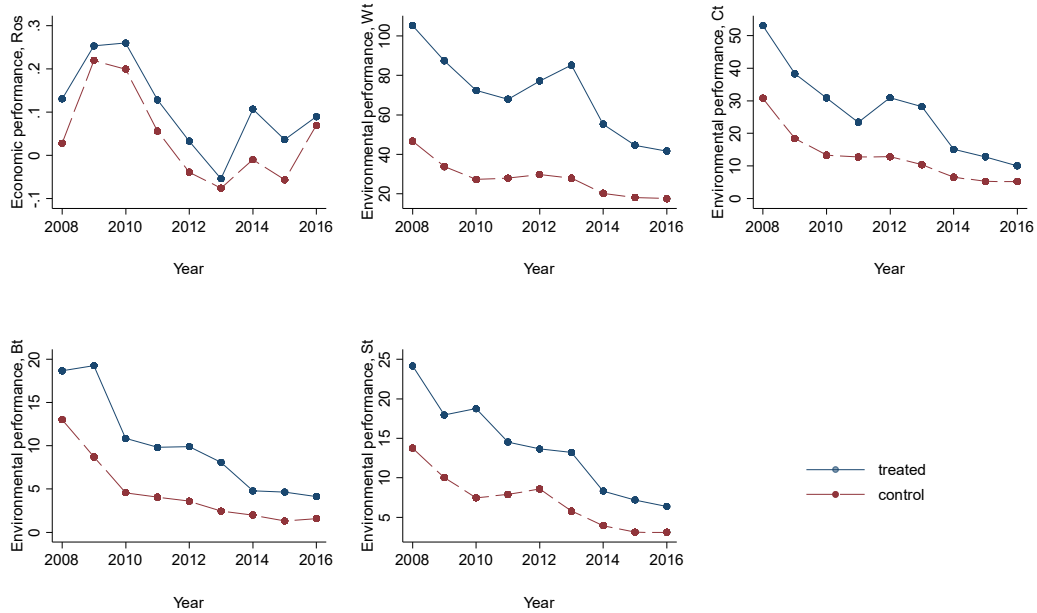 Economic performance, Ros
.3
.2
.1
0
-.1
2008 2010 2012 2014 2016
Year
Environmental performance, Wt
100
80
60
40
20
2008 2010 2012 2014 2016
Year
Environmental performance, Ct
50
40
30
20
10
0
2008 2010 2012 2014 2016
Year
Environmental performance, Bt
20
15
10
5
0
2008 2010 2012 2014 2016
Year
Environmental performance, St
25
20
15
10
5
2008 2010 2012 2014 2016
Year
treated
control